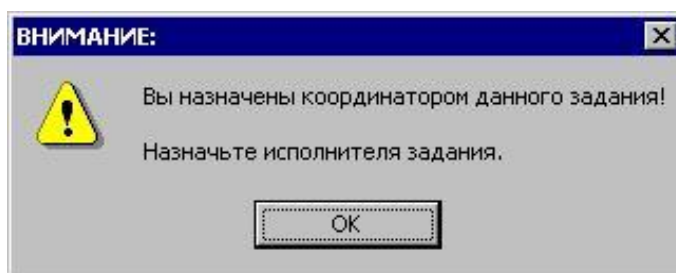 ВНИМАНИЕ:
Вы назначены координатором данного задания!
Назначьте исполнителя задания.
OK